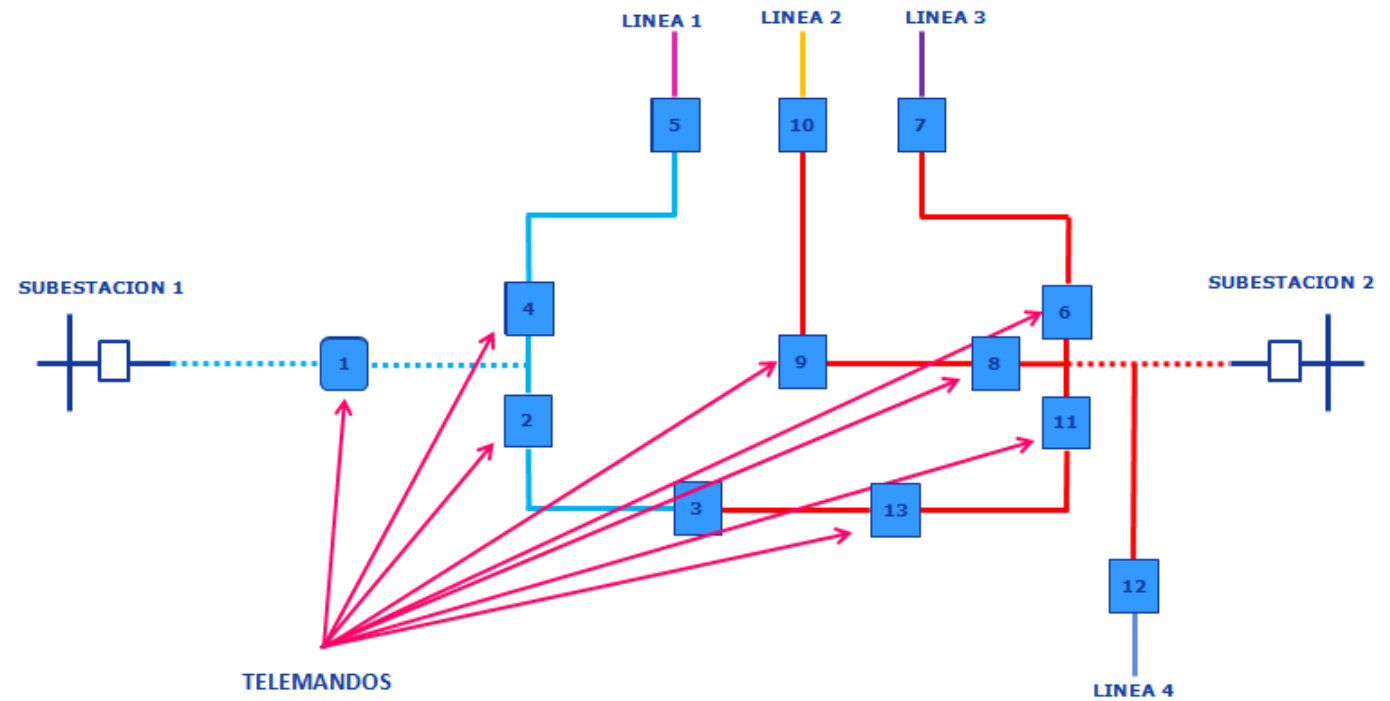 LINEA 1
LINEA 2
LINEA 3
5
10
7
SUBESTACION 1
SUBESTACION 2
4
6
1
9
8
2
11
3
13
12
TELEMANDOS
LINEA 4